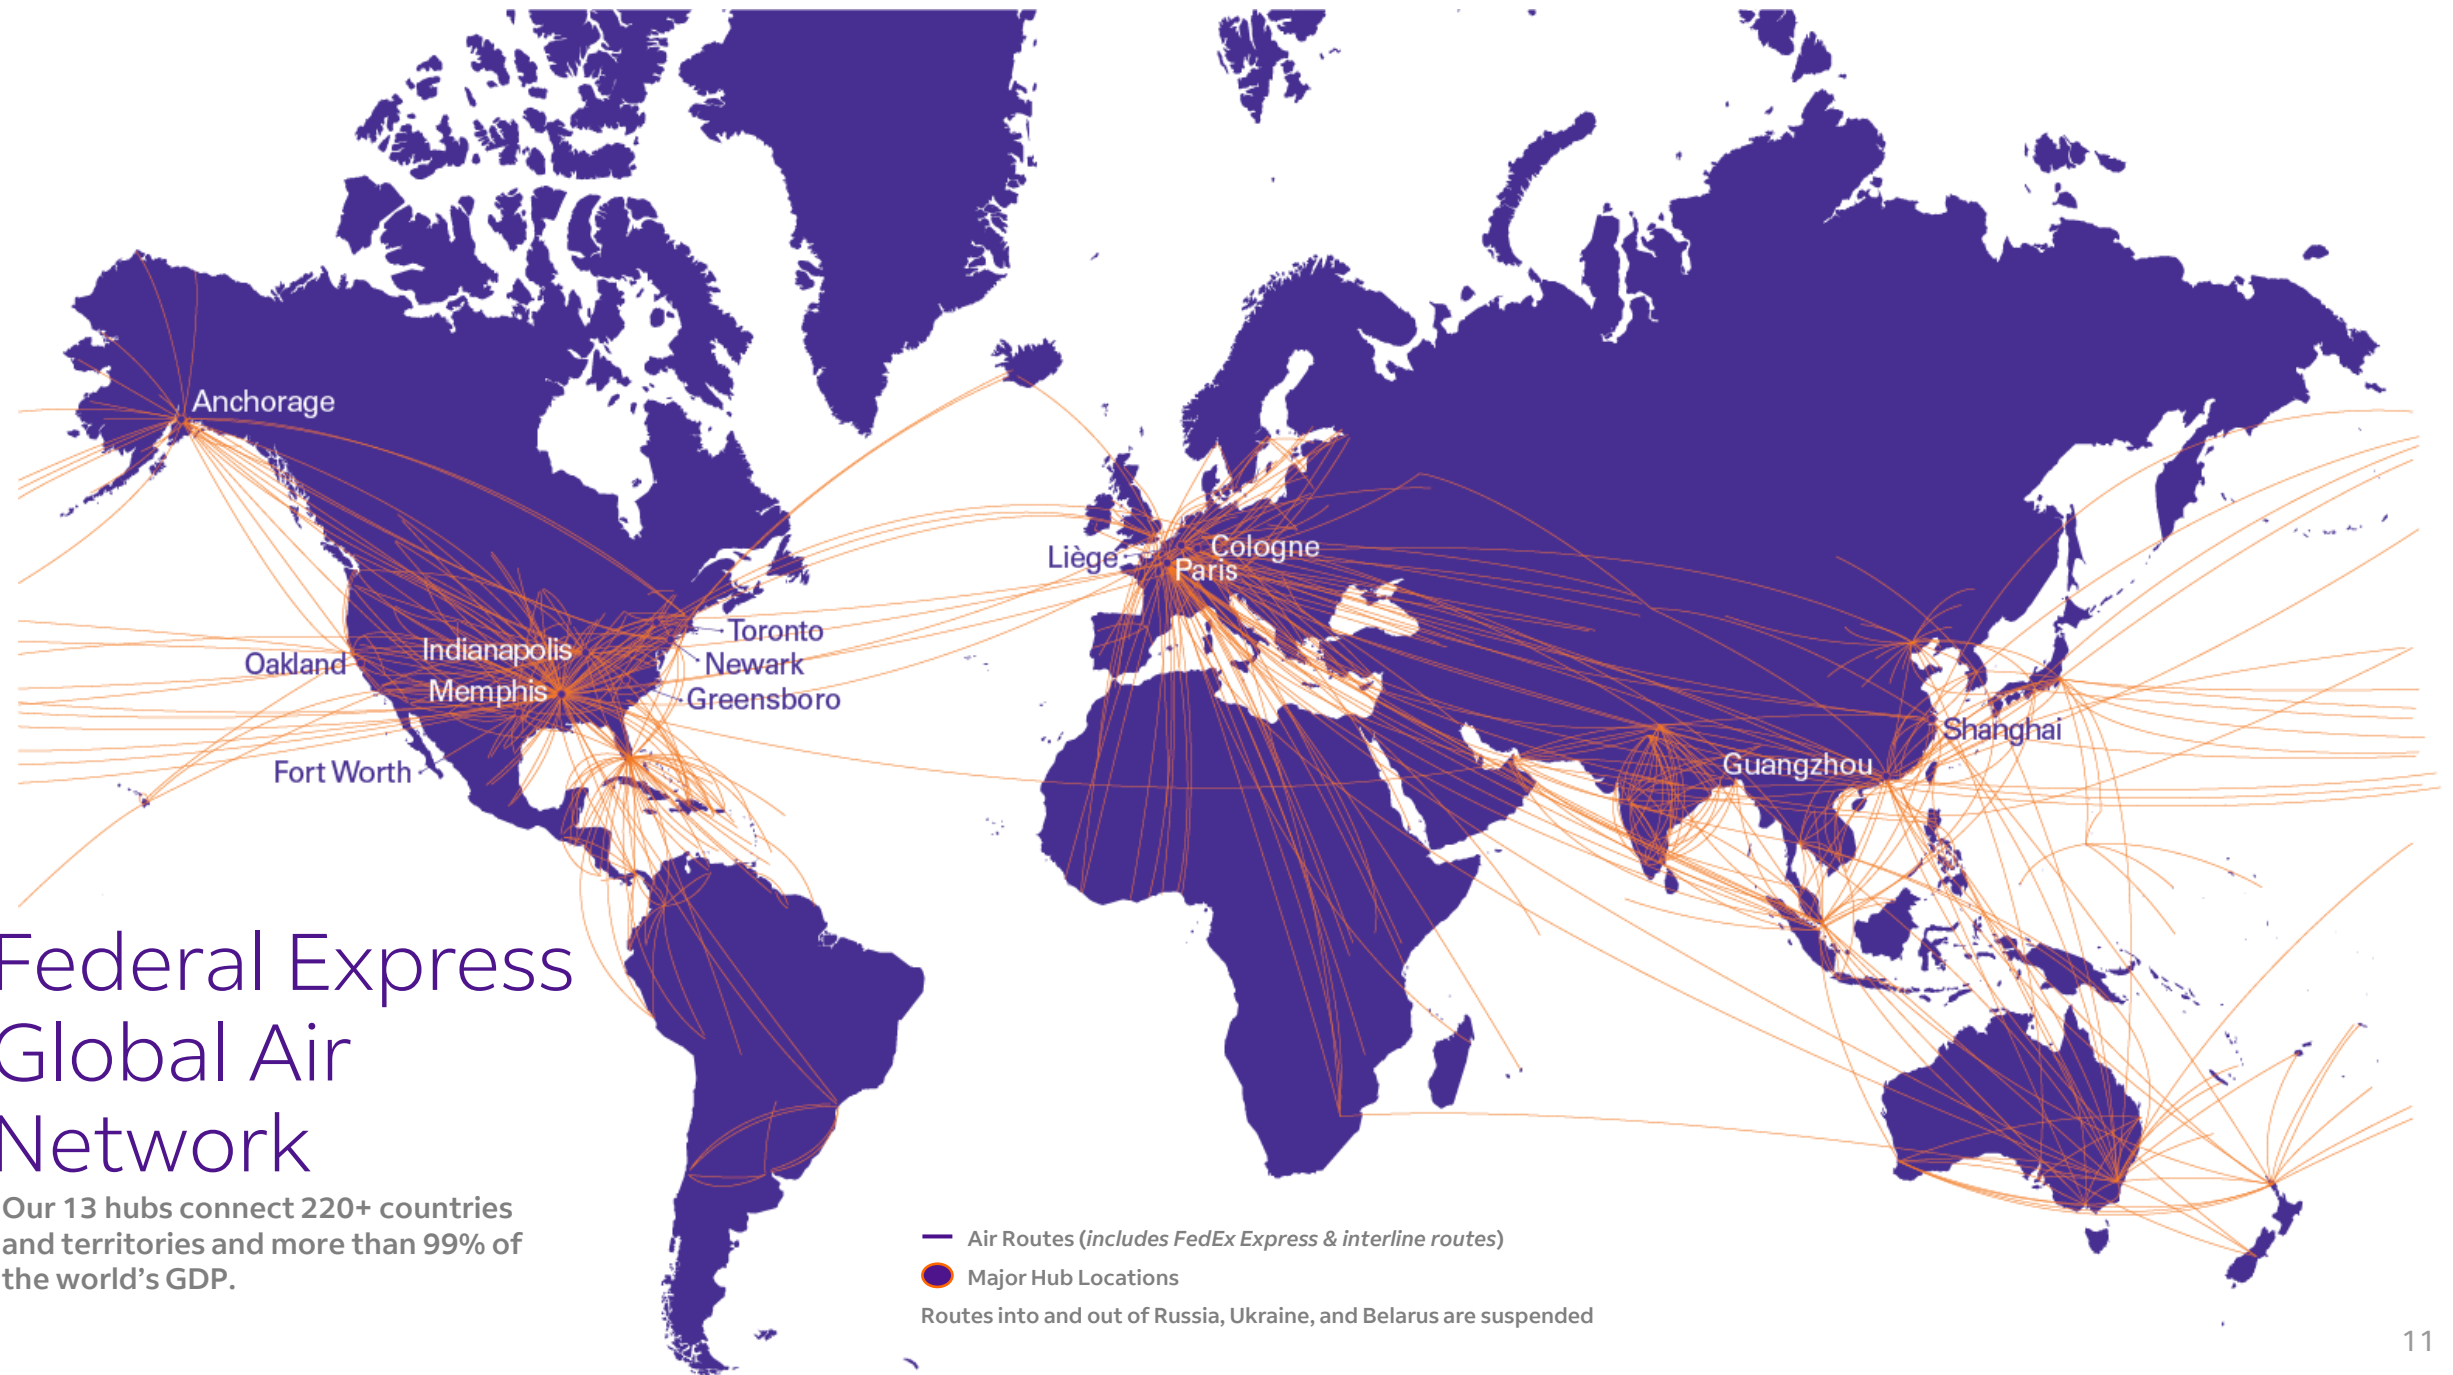 Anchorage
Liège
Cologne
Paris
Toronto
Indianapolis
Oakland
Newark
Memphis
Greensboro
Shanghai
Guangzhou
Fort Worth
Federal Express
Global Air
Network
Our 13 hubs connect 220+ countries
and territories and more than 99% of
the world's GDP.
Air Routes (includes FedEx Express & interline routes)
Major Hub Locations
Routes into and out of Russia, Ukraine, and Belarus are suspended
11